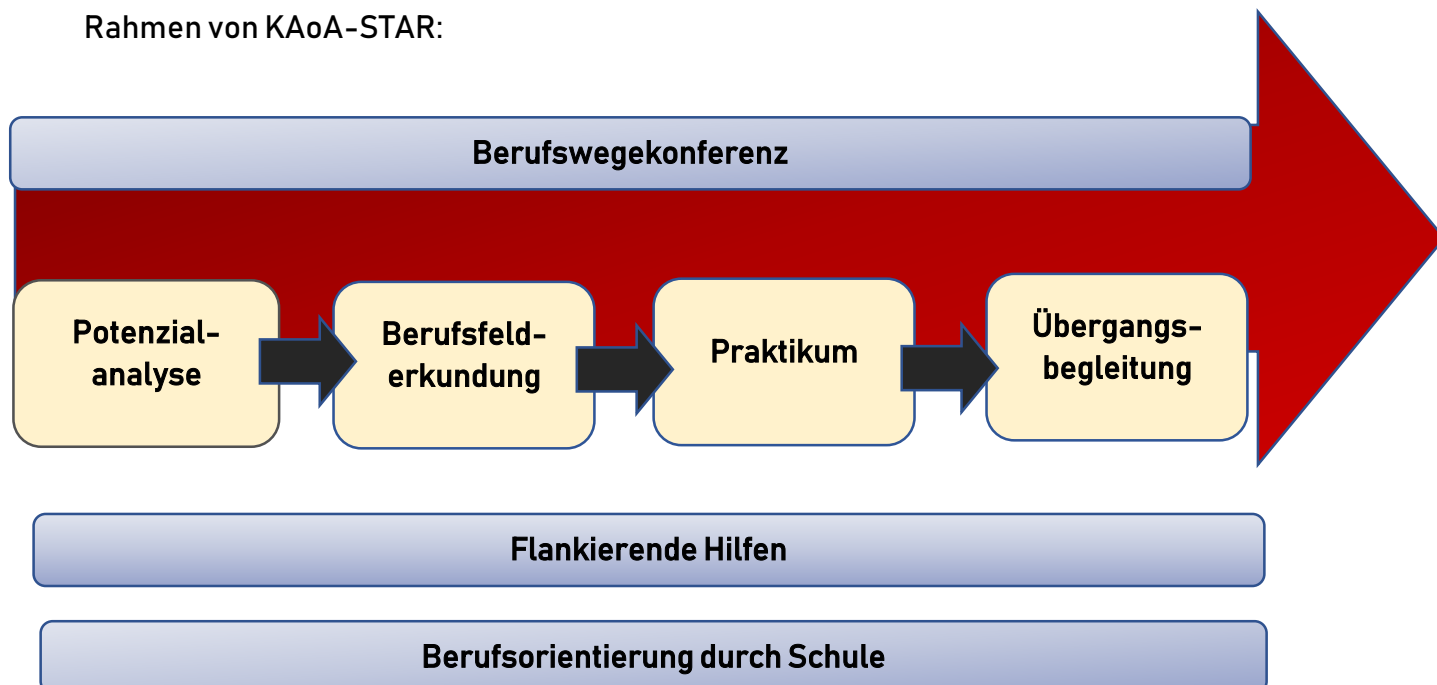 Rahmen von KAoA-STAR:
Berufswegekonferenz
Potenzial-
analyse
Berufsfeld-
erkundung
Praktikum
Übergangs-
begleitung
Flankierende Hilfen
Berufsorientierung durch Schule